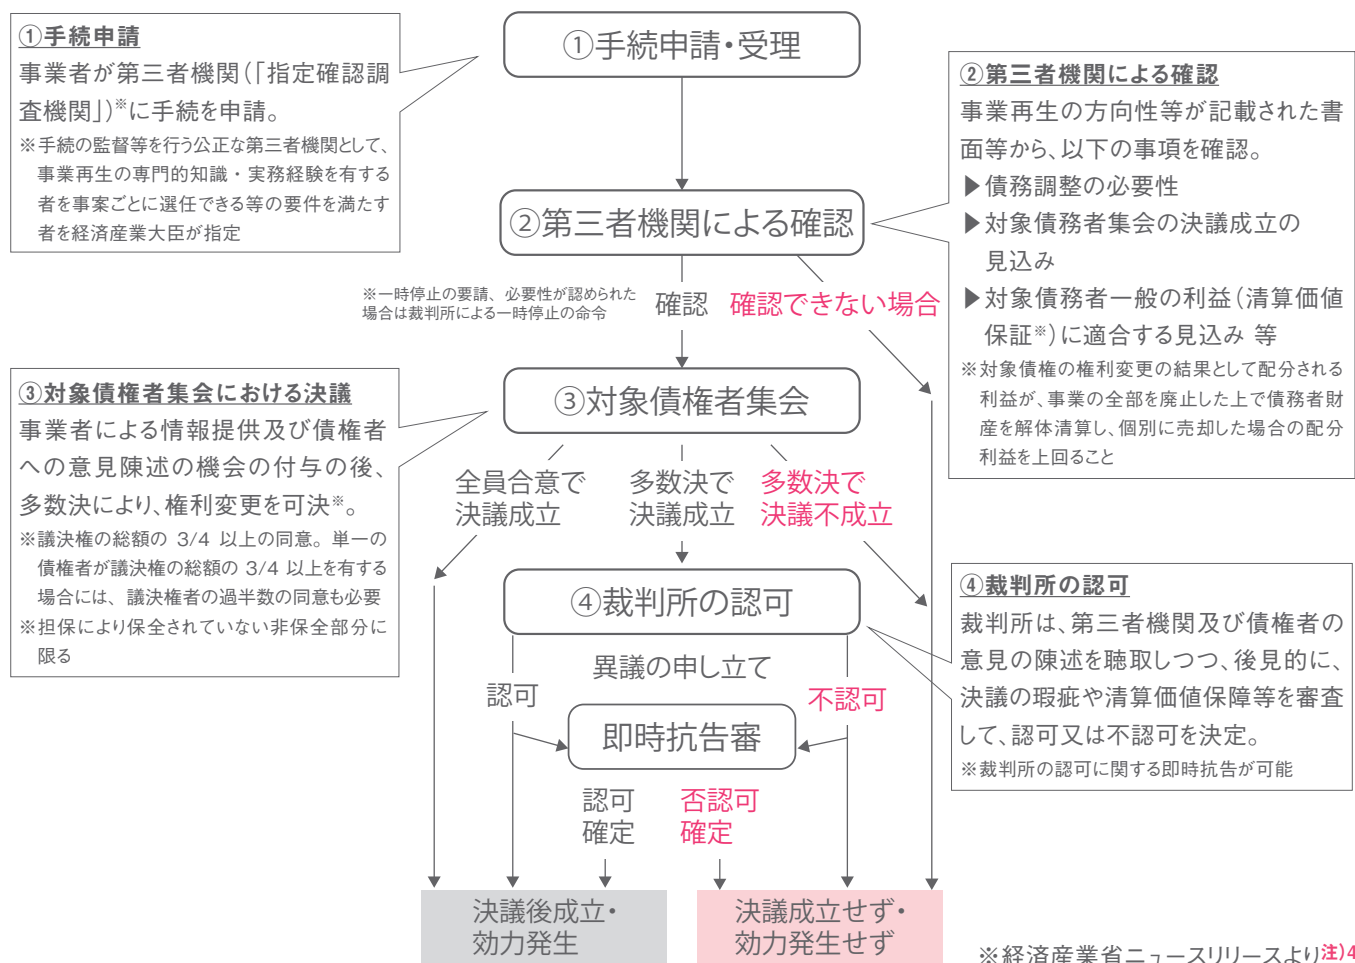 ①手続申請
事業者が第三者機関(「指定確認調
査機関」)※に手続を申請。
※手続の監督等を行う公正な第三者機関として、
事業再生の専門的知識・実務経験を有する
者を事案ごとに選任できる等の要件を満たす
者を経済産業大臣が指定
①手続申請・受理
②第三者機関による確認
②第三者機関による確認
事業再生の方向性等が記載された書
面等から、以下の事項を確認。
▶債務調整の必要性
▶対象債務者集会の決議成立の
見込み
▶対象債務者一般の利益(清算価値
保証※)に適合する見込み 等
※対象債権の権利変更の結果として配分される
利益が、事業の全部を廃止した上で債務者財
産を解体清算し、個別に売却した場合の配分
利益を上回ること
※一時停止の要請、必要性が認められた
場合は裁判所による一時停止の命令
確認
確認できない場合
③対象債権者集会における決議
事業者による情報提供及び債権者
への意見陳述の機会の付与の後、
多数決により、権利変更を可決※。
※議決権の総額の 3/4 以上の同意。単一の
債権者が議決権の総額の 3/4 以上を有する
場合には、議決権者の過半数の同意も必要
※担保により保全されていない非保全部分に
限る
③対象債権者集会
全員合意で
決議成立
多数決で
決議成立
多数決で
決議不成立
④裁判所の認可
④裁判所の認可
裁判所は、第三者機関及び債権者の
意見の陳述を聴取しつつ、後見的に、
決議の瑕疵や清算価値保障等を審査
して、認可又は不認可を決定。
※裁判所の認可に関する即時抗告が可能
異議の申し立て
認可
不認可
即時抗告審
認可
確定
否認可
確定
決議後成立・
効力発生
決議成立せず・
効力発生せず
※経済産業省ニュースリリースより注)4